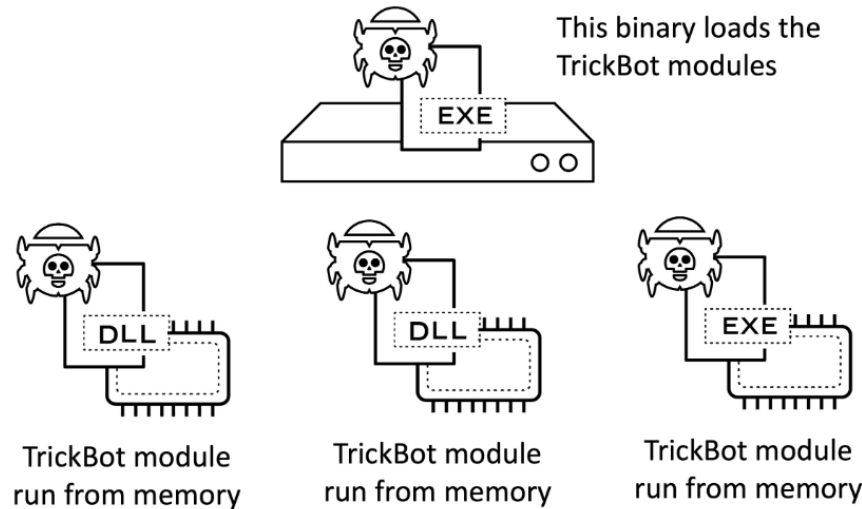 This binary loads the
TrickBot modules
EXE
DLL
DLL
EXE
TrickBot module
run from memory
TrickBot module
run from memory
TrickBot module
run from memory